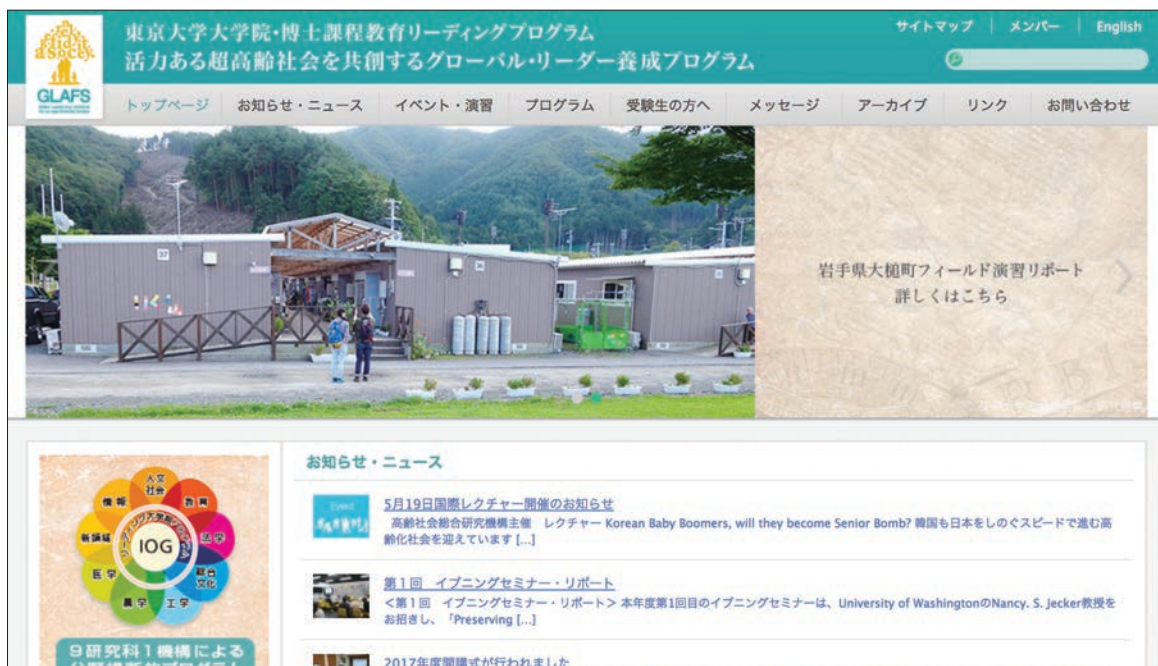 東京大学大学院・博士課程教育リーディングプログラム
活力ある超高齢社会を共創するグローバル・リーダー養成プログラム
サイトマップ
メンバー
English
GLAFS
トップページ
お知らせ・ニュース
イベント・演習
プログラム
受験生の方へ
メッセージ
アーカイブ
リンク
お問い合わせ
37
岩手県大槌町フィールド演習リポート
詳しくはこちら
人文
社会
教育
法学
総合
文化
工学
農学
医学
新領域
情報
IOG
9研究科1機構による
お知らせ・ニュース
Event
5月19日国際レクチャー開催のお知らせ
高齢社会総合研究機構主催 レクチャー Korean Baby Boomers, will they become Senior Bomb? 韓国も日本をしのぐスピードで進む高
齢化社会を迎えています [...]
第1回 イブニングセミナー・リポート
<第1回 イブニングセミナー・リポート> 本年度第1回目のイブニングセミナーは、University of WashingtonのNancy. S. Jecker教授を
お招きし、「Preserving [...]
2017年度開講式が行われました